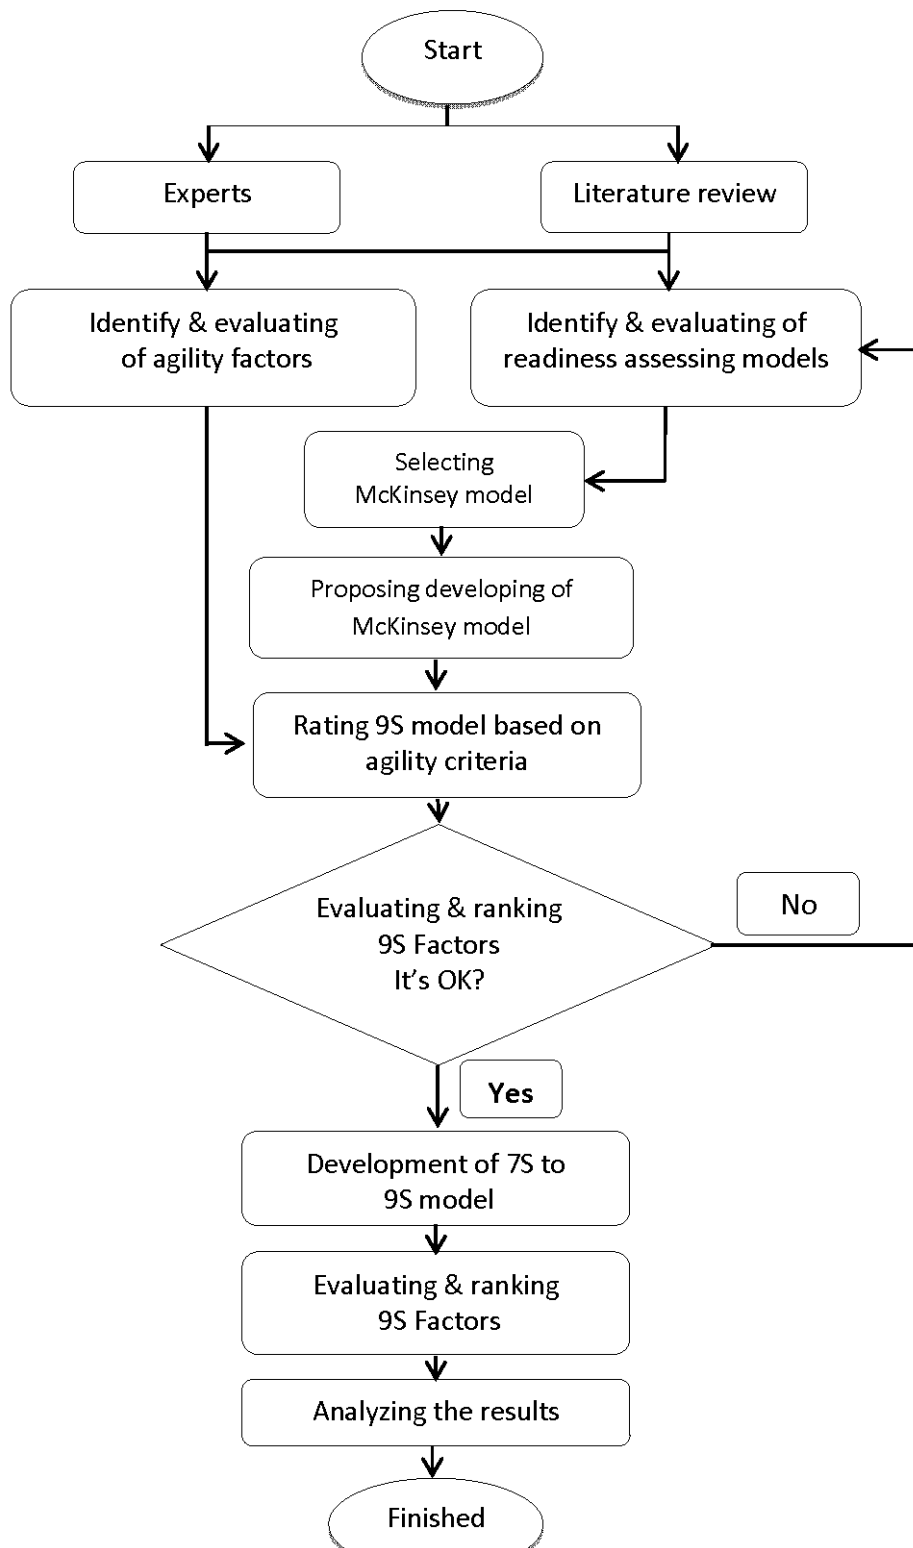 Start
Experts
Literature review
Identify & evaluating
of agility factors
Identify & evaluating of
readiness assessing models
Selecting
McKinsey model
Proposing developing of
McKinsey model
Rating 9S model based on
agility criteria
Evaluating & ranking
9S Factors
It's OK?
No
Yes
Development of 7S to
9S model
Evaluating & ranking
9S Factors
Analyzing the results
Finished